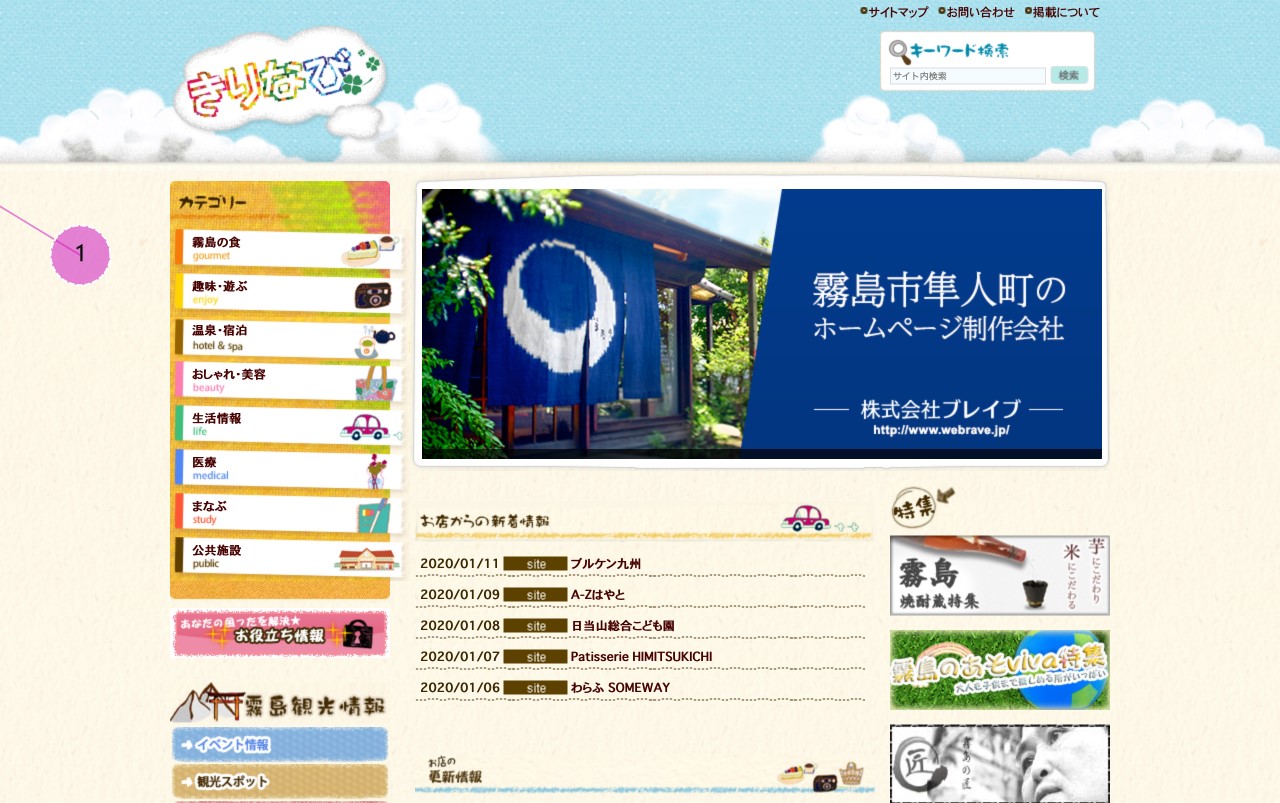 サイトマップ お問い合わせ 掲載について
きりなび
キーワード検索
サイト内検索 検索
カテゴリー
1
霧島の食
gourmet
趣味・遊ぶ
enjoy
温泉・宿泊
hotel & spa
おしゃれ・美容
beauty
生活情報
life
医療
medical
まなぶ
study
公共施設
public
あなたの困ったを解決★
お役立ち情報
霧島観光情報
イベント情報
観光スポット
霧島市隼人町の
ホームページ制作会社
株式会社ブレイブ
http://www.webrave.jp/
お店からの新着情報
2020/01/11 site ブルケン九州
2020/01/09 site A-Zはやと
2020/01/08 site 日当山総合こども園
2020/01/07 site Patisserie HIMITSUKICHI
2020/01/06 site わらふ SOMEWAY
お店の
更新情報
特集
芋にこだわり
米にこだわる
霧島
焼酎蔵特集
霧島のあそviva特集
大人も子供まで楽しめる所がいっぱい
匠
霧島の匠